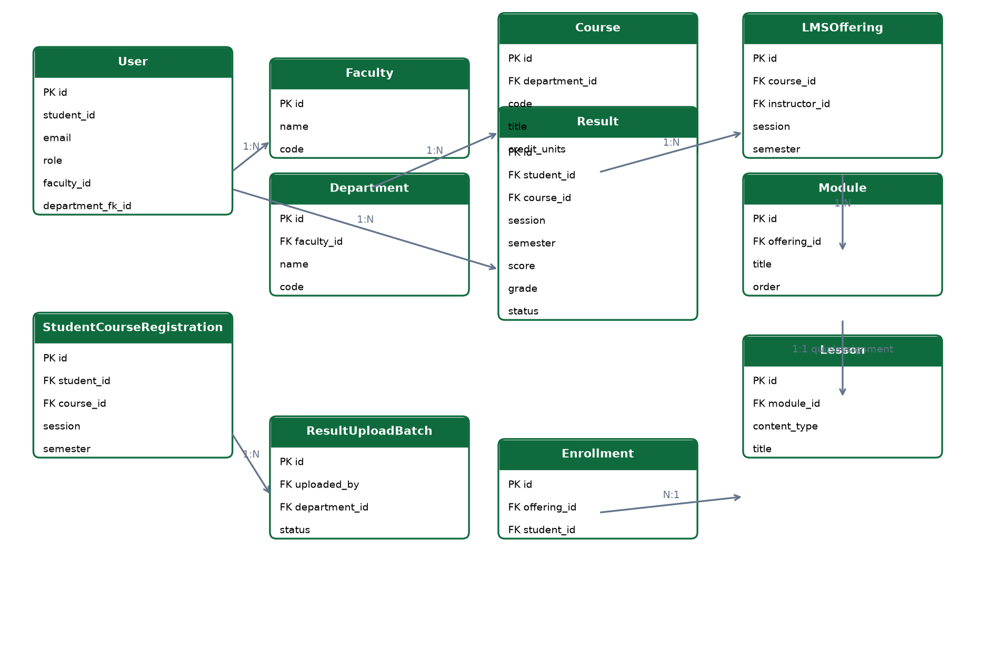 User
PK id
student_id
email
role
faculty_id
department_fk_id
Faculty
PK id
name
code
Department
PK id
FK faculty_id
name
code
Course
PK id
FK department_id
code
title
credit_units
Result
PK id
FK student_id
FK course_id
session
semester
score
grade
status
LMSOffering
PK id
FK course_id
FK instructor_id
session
semester
Module
PK id
FK offering_id
title
order
Lesson
PK id
FK module_id
content_type
title
StudentCourseRegistration
PK id
FK student_id
FK course_id
session
semester
ResultUploadBatch
PK id
FK uploaded_by
FK department_id
status
Enrollment
PK id
FK offering_id
FK student_id
1:N
1:N
1:N
1:N
1:N
1:1 quiz/assignment
1:N
N:1